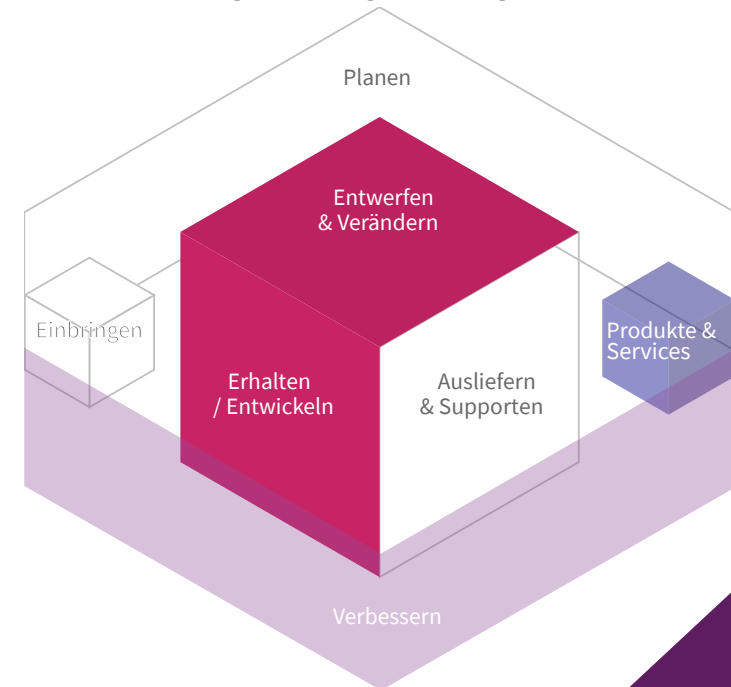 Planen
Entwerfen
& Verändern
Einbringen
Produkte &
Services
Erhalten
/ Entwickeln
Ausliefern
& Supporten
Verbessern